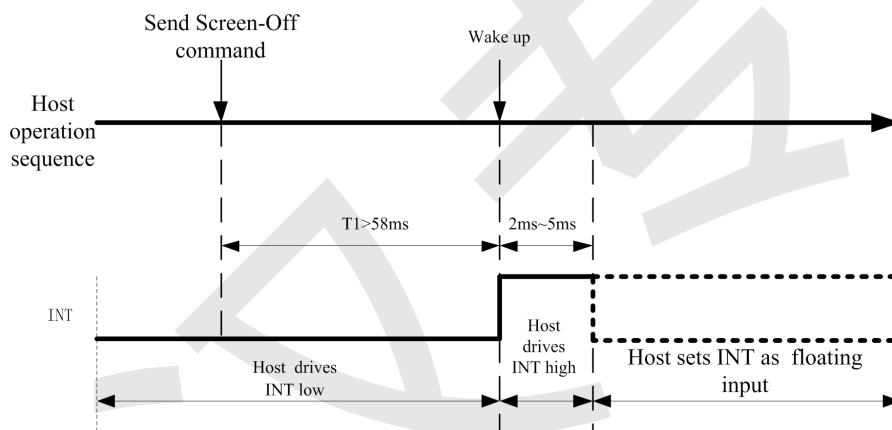 Send Screen-Off
command
Wake up
Host
operation
sequence
T1>58ms
2ms~5ms
INT
Host drives
INT low
Host
drives
INT high
Host sets INT as floating
input